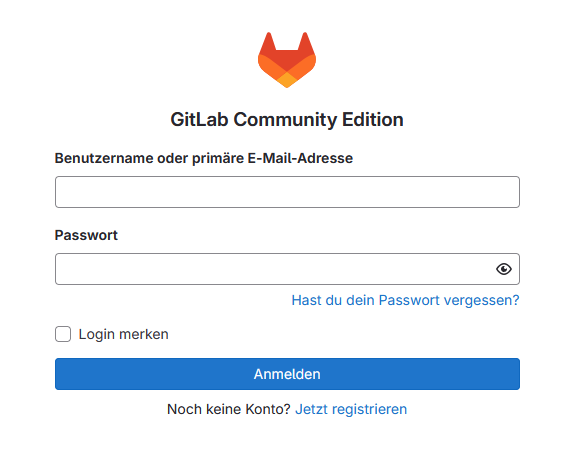 GitLab Community Edition
Benutzername oder primäre E-Mail-Adresse
Passwort
Hast du dein Passwort vergessen?
Login merken
Anmelden
Noch keine Konto? Jetzt registrieren